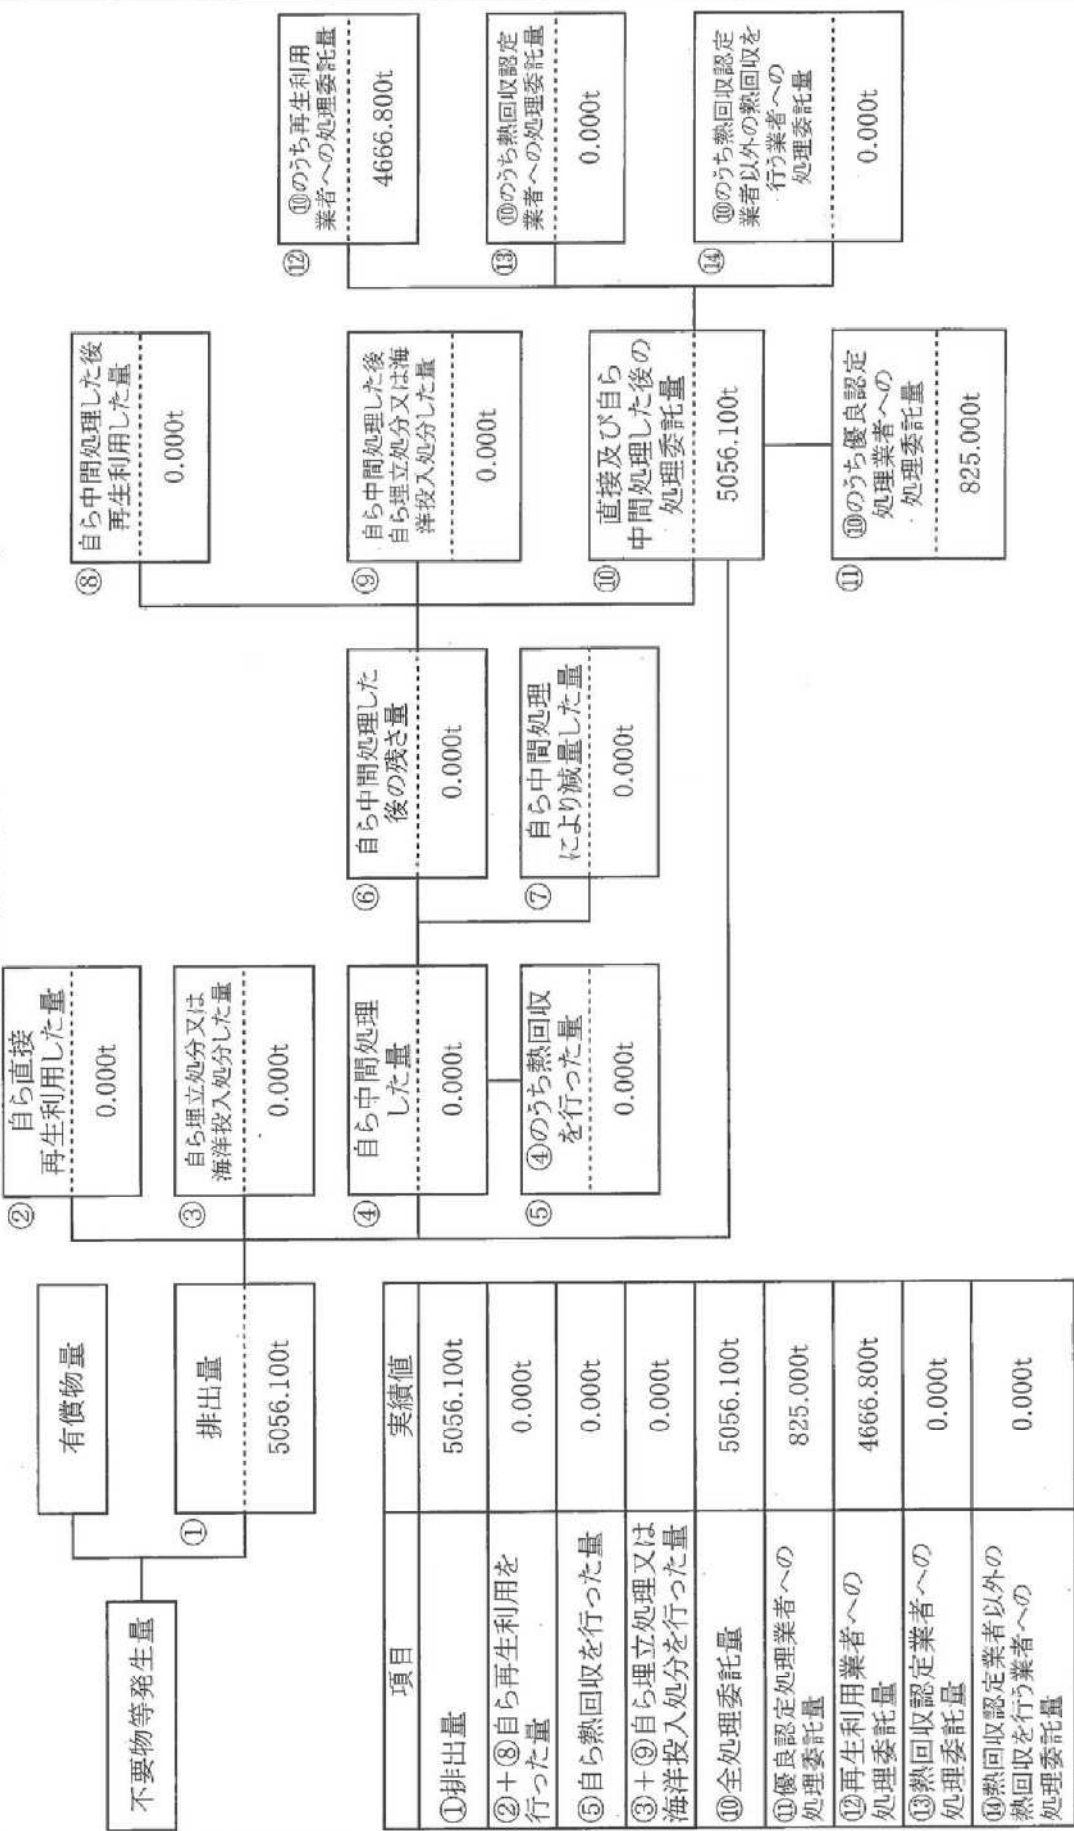 不要物等発生量
有償物量
①
排出量
5056.100t
②
自ら直接
再生利用した量
0.000t
③
自ら埋立処分又は
海洋投入処分した量
0.000t
④
自ら中間処理
した量
0.000t
⑤
④のうち熱回収
を行った量
0.000t
⑥
自ら中間処理した
後の残さ量
0.000t
⑦
自ら中間処理
により減量した量
0.000t
⑧
自ら中間処理した後
再生利用した量
0.000t
⑨
自ら中間処理した後
自ら埋立処分又は海
洋投入処分した量
0.000t
⑩
直接及び自ら
中間処理した後の
処理委託量
5056.100t
⑪
⑩のうち優良認定
処理業者への
処理委託量
825.000t
⑫
⑩のうち再生利用
業者への処理委託量
4666.800t
⑬
⑩のうち熱回収認定
業者への処理委託量
0.000t
⑭
⑩のうち熱回収認定
業者以外の熱回収を
行う業者への
処理委託量
0.000t
項目 実績値
①排出量 5056.100t
②+⑧自ら再生利用を
行った量 0.000t
⑤自ら熱回収を行った量 0.000t
③+⑨自ら埋立処理又は
海洋投入処分を行った量 0.000t
⑩全処理委託量 5056.100t
⑪優良認定処理業者への
処理委託量 825.000t
⑫再生利用業者への
処理委託量 4666.800t
⑬熱回収認定業者への
処理委託量 0.000t
⑭熱回収認定業者以外の
熱回収を行う業者への
処理委託量 0.000t